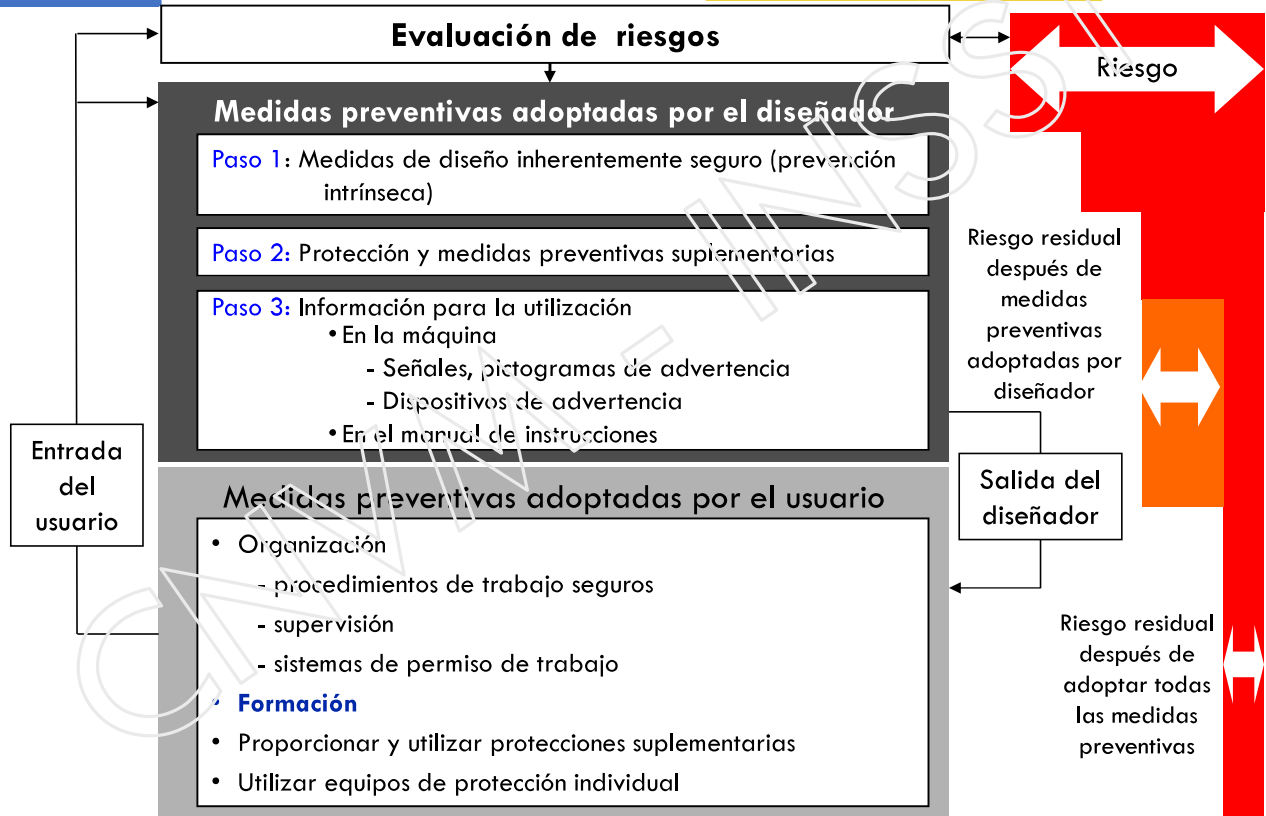 Evaluación de riesgos
Riesgo
Medidas preventivas adoptadas por el diseñador
Paso 1: Medidas de diseño inherentemente seguro (prevención
intrínseca)
Paso 2: Protección y medidas preventivas suplementarias
Paso 3: Información para la utilización
• En la máquina
- Señales, pictogramas de advertencia
- Dispositivos de advertencia
• En el manual de instrucciones
Riesgo residual
después de
medidas
preventivas
adoptadas por
diseñador
Entrada
del
usuario
Salida del
diseñador
Medidas preventivas adoptadas por el usuario
• Organización
- procedimientos de trabajo seguros
- supervisión
- sistemas de permiso de trabajo
• Formación
• Proporcionar y utilizar protecciones suplementarias
• Utilizar equipos de protección individual
Riesgo residual
después de
adoptar todas
las medidas
preventivas
CNVM - INSST